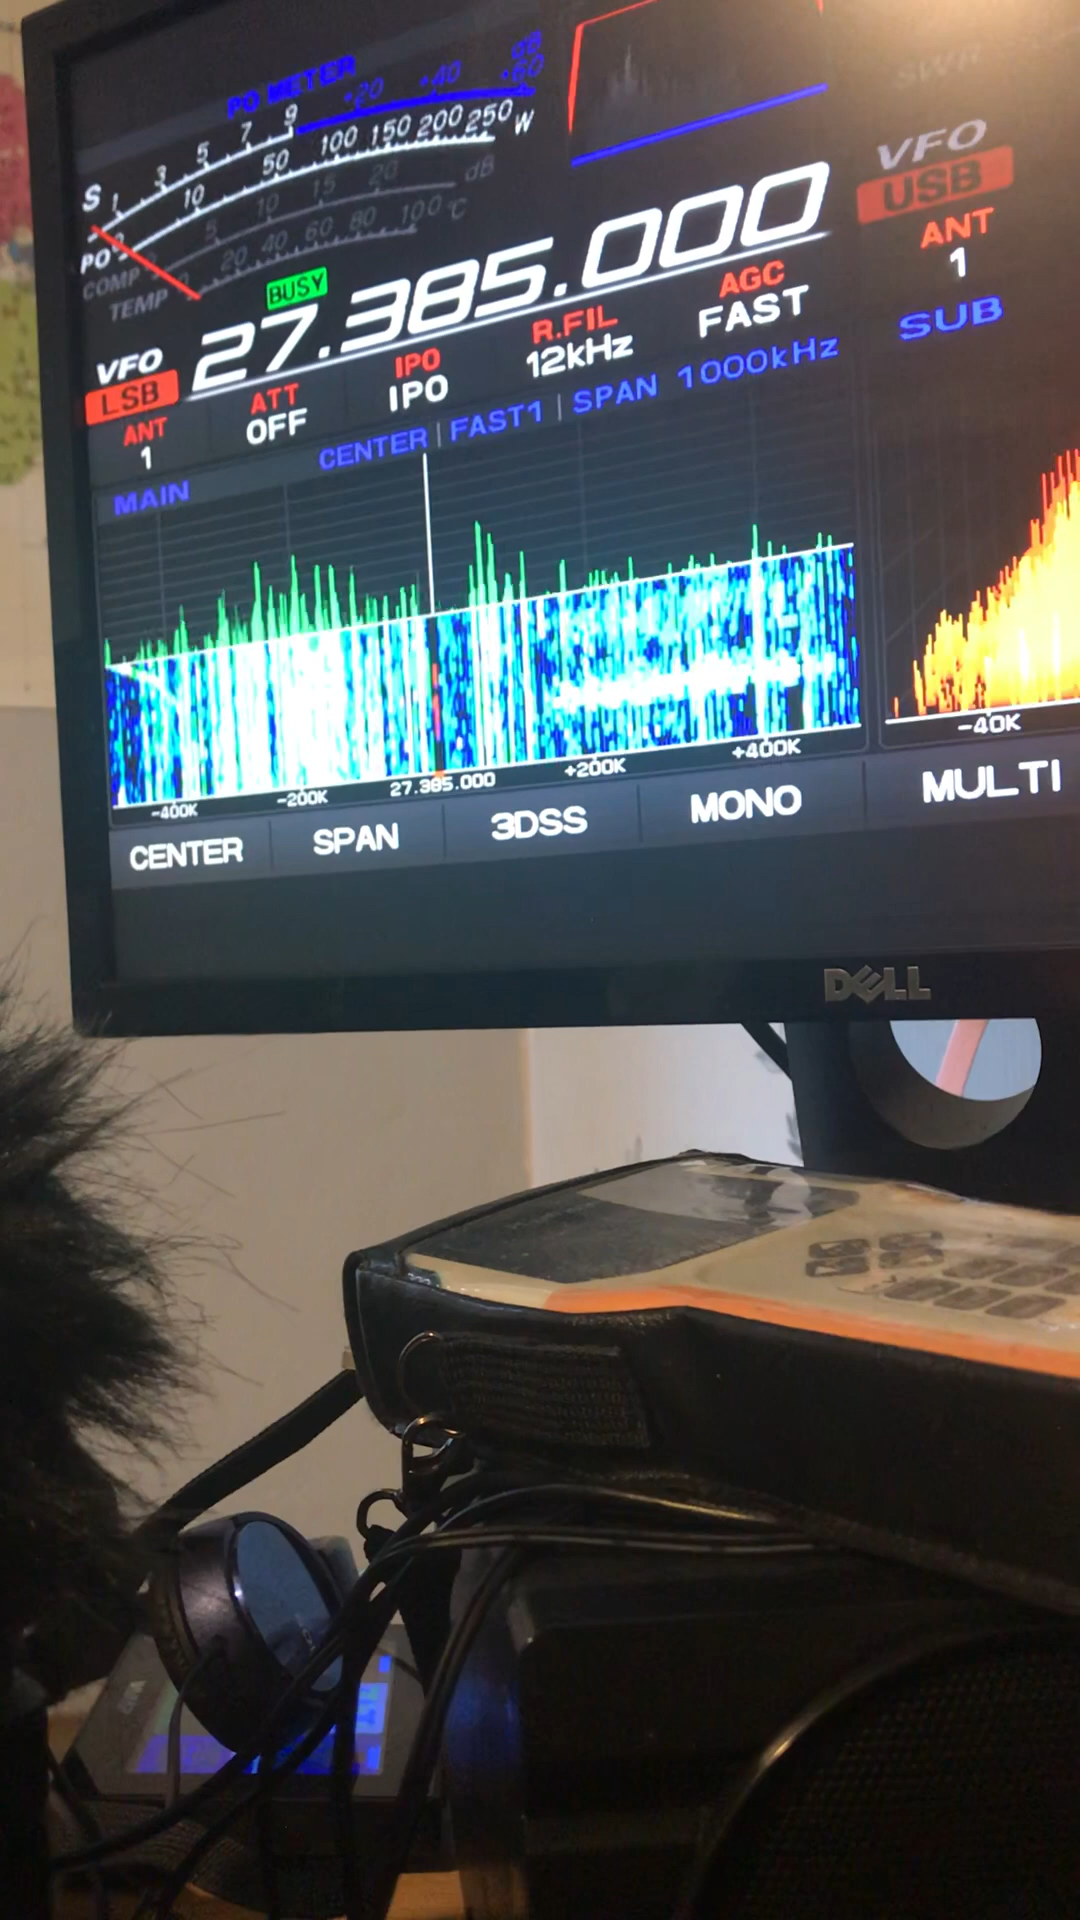 PO METER
S 1 3 5 7 9 +20 +40 +60 dB
PO 0 10 50 100 150 200 250 W
COMP 5 10 15 20 dB
TEMP 20 40 60 80 100 °C
SWR
VFO
USB
ANT
1
SUB
BUSY
27.385.000
VFO
LSB
ANT
1
ATT
OFF
IPO
IPO
R.FIL
12kHz
AGC
FAST
CENTER | FAST1 | SPAN 1000kHz
MAIN
-400K -200K 27.385.000 +200K +400K
-40K
CENTER SPAN 3DSS MONO MULTI
DELL